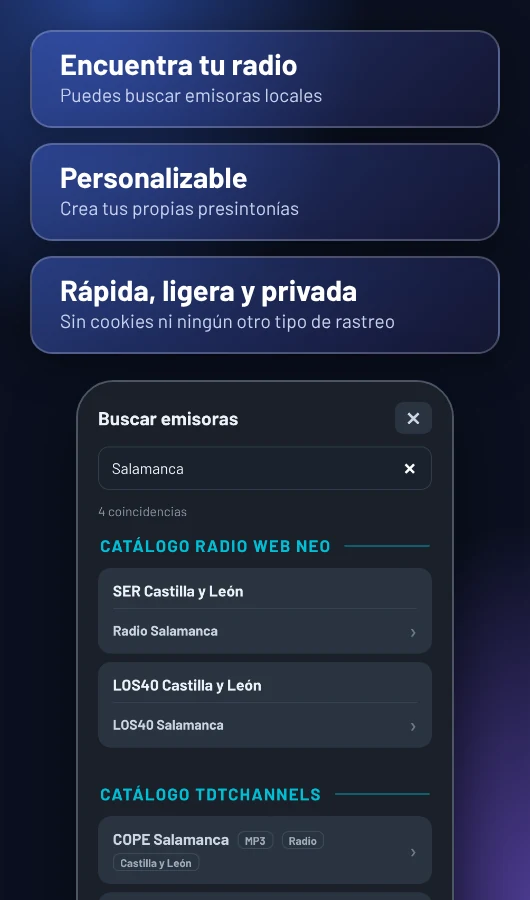 Encuentra tu radio
Puedes buscar emisoras locales
Personalizable
Crea tus propias presintonías
Rápida, ligera y privada
Sin cookies ni ningún otro tipo de rastreo
Buscar emisoras
Salamanca
4 coincidencias
CATÁLOGO RADIO WEB NEO
SER Castilla y León
Radio Salamanca
LOS40 Castilla y León
LOS40 Salamanca
CATÁLOGO TDTCHANNELS
COPE Salamanca MP3 Radio
Castilla y León